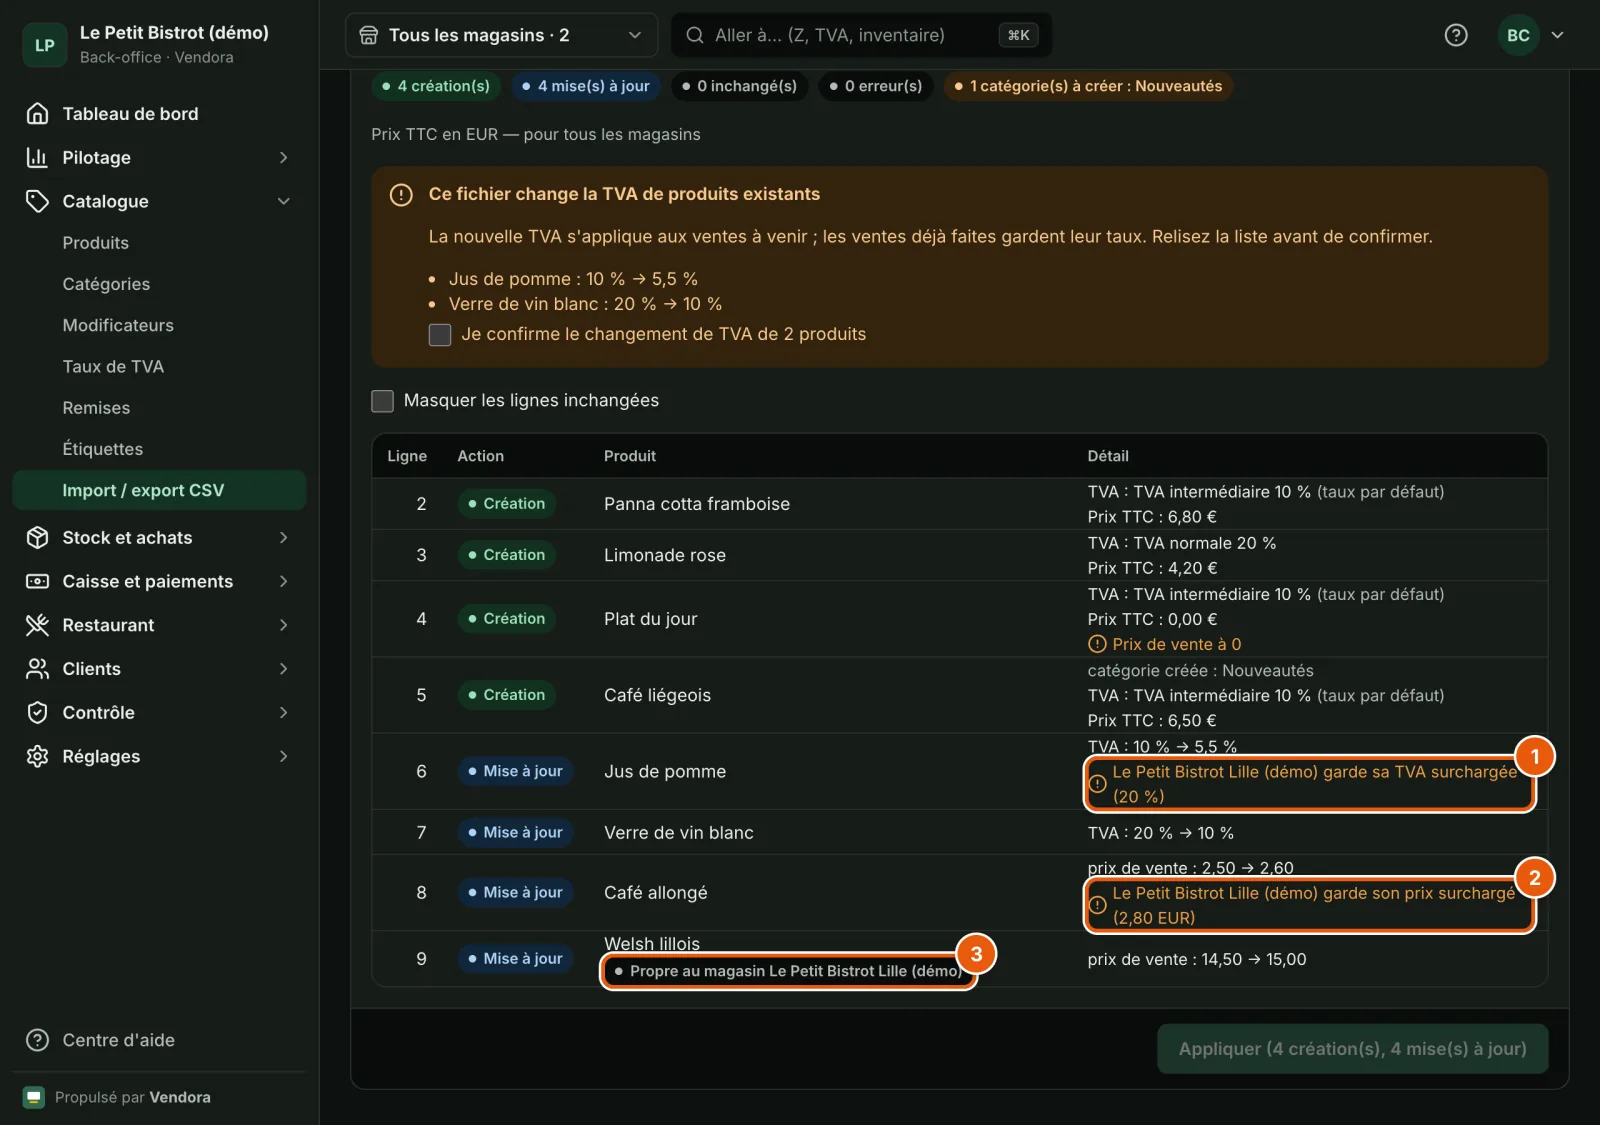 LP
Le Petit Bistrot (démo)
Back-office · Vendora
Tous les magasins · 2
Aller à... (Z, TVA, inventaire)
⌘K
BC
Tableau de bord
Pilotage
Catalogue
Produits
Catégories
Modificateurs
Taux de TVA
Remises
Étiquettes
Import / export CSV
Stock et achats
Caisse et paiements
Restaurant
Clients
Contrôle
Réglages
Centre d'aide
Propulsé par Vendora
4 création(s)
4 mise(s) à jour
0 inchangé(s)
0 erreur(s)
1 catégorie(s) à créer : Nouveautés
Prix TTC en EUR — pour tous les magasins
Ce fichier change la TVA de produits existants
La nouvelle TVA s'applique aux ventes à venir ; les ventes déjà faites gardent leur taux. Relisez la liste avant de confirmer.
• Jus de pomme : 10 % → 5,5 %
• Verre de vin blanc : 20 % → 10 %
Je confirme le changement de TVA de 2 produits
Masquer les lignes inchangées
Ligne Action Produit Détail
2 Création Panna cotta framboise
TVA : TVA intermédiaire 10 % (taux par défaut)
Prix TTC : 6,80 €
3 Création Limonade rose
TVA : TVA normale 20 %
Prix TTC : 4,20 €
4 Création Plat du jour
TVA : TVA intermédiaire 10 % (taux par défaut)
Prix TTC : 0,00 €
Prix de vente à 0
5 Création Café liégeois
catégorie créée : Nouveautés
TVA : TVA intermédiaire 10 % (taux par défaut)
Prix TTC : 6,50 €
6 Mise à jour Jus de pomme
TVA : 10 % → 5,5 %
Le Petit Bistrot Lille (démo) garde sa TVA surchargée
(20 %)
1
7 Mise à jour Verre de vin blanc
TVA : 20 % → 10 %
8 Mise à jour Café allongé
prix de vente : 2,50 → 2,60
Le Petit Bistrot Lille (démo) garde son prix surchargé
(2,80 EUR)
2
9 Mise à jour Welsh lillois
Propre au magasin Le Petit Bistrot Lille (démo)
3
prix de vente : 14,50 → 15,00
Appliquer (4 création(s), 4 mise(s) à jour)